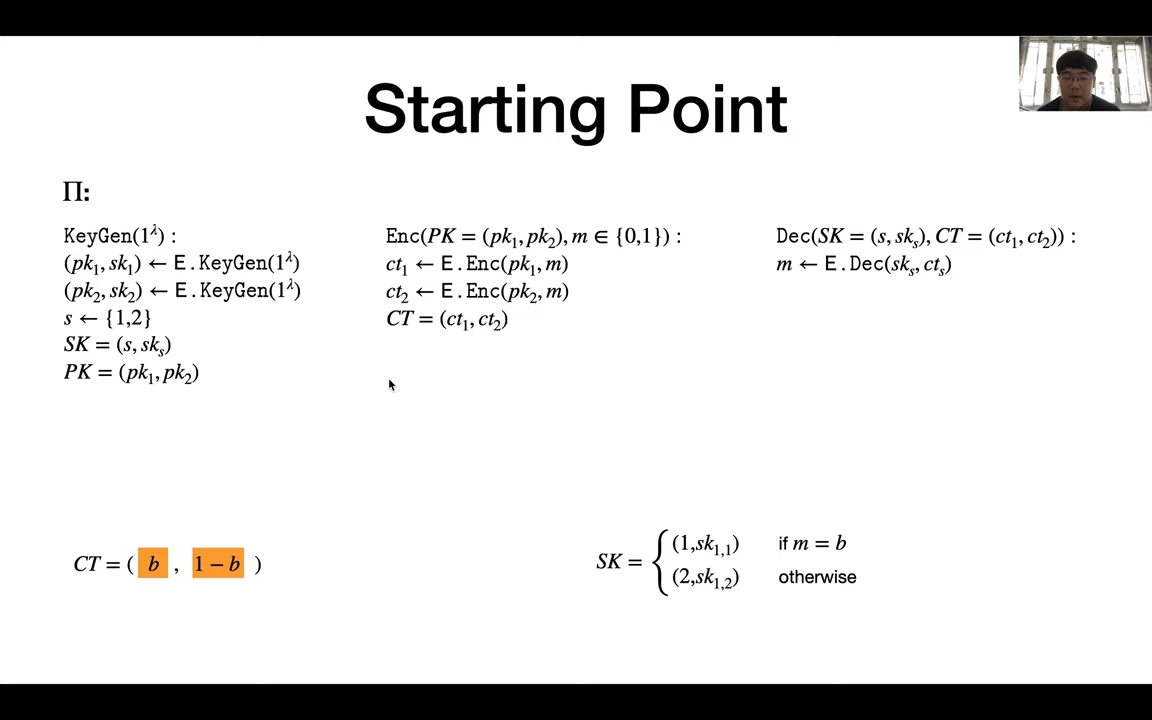 Starting Point
Π:
KeyGen(1^λ) :
(pk₁, sk₁) ← E.KeyGen(1^λ)
(pk₂, sk₂) ← E.KeyGen(1^λ)
s ← {1,2}
SK = (s, sk_s)
PK = (pk₁, pk₂)
Enc(PK = (pk₁, pk₂), m ∈ {0,1}) :
ct₁ ← E.Enc(pk₁, m)
ct₂ ← E.Enc(pk₂, m)
CT = (ct₁, ct₂)
Dec(SK = (s, sk_s), CT = (ct₁, ct₂)) :
m ← E.Dec(sk_s, ct_s)
CT = ( b , 1 − b )
SK = { (1,sk_{1,1}) if m = b
(2,sk_{1,2}) otherwise